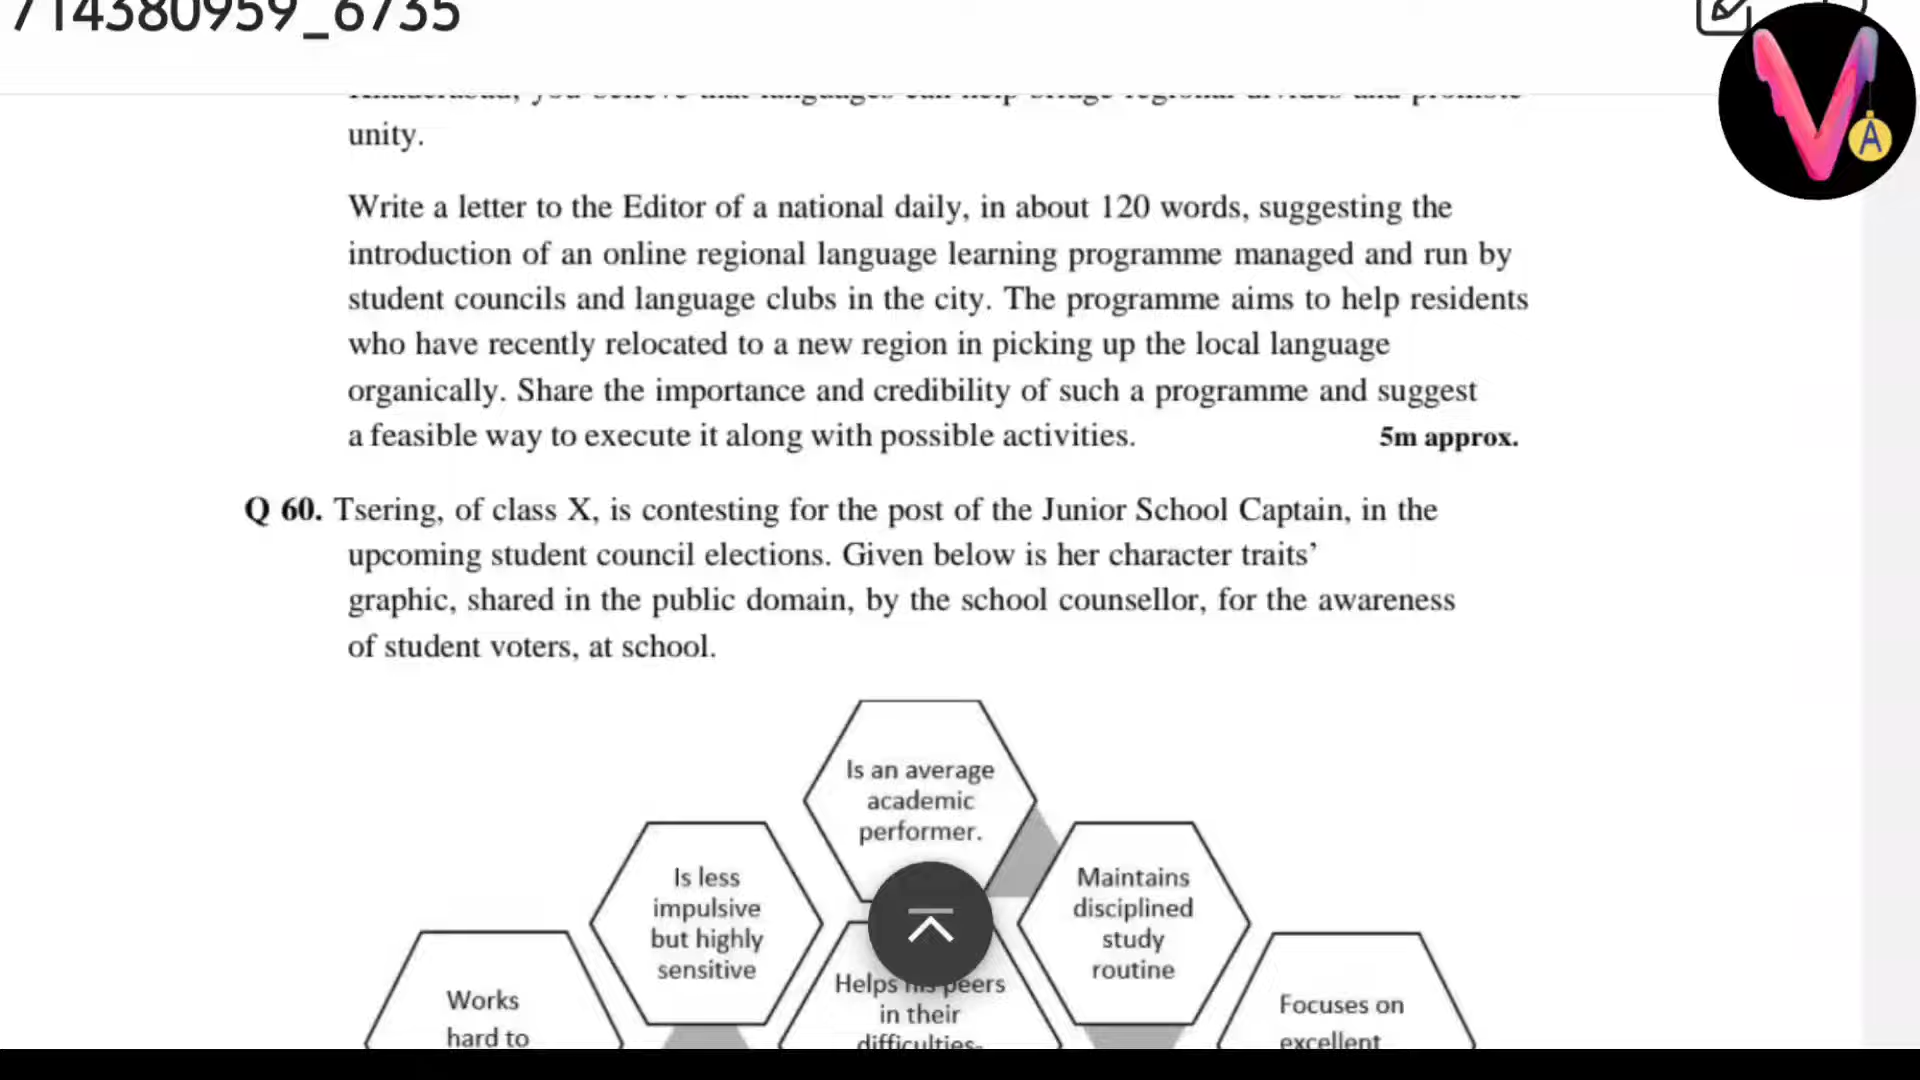 714380959_6735
unity.
Write a letter to the Editor of a national daily, in about 120 words, suggesting the
introduction of an online regional language learning programme managed and run by
student councils and language clubs in the city. The programme aims to help residents
who have recently relocated to a new region in picking up the local language
organically. Share the importance and credibility of such a programme and suggest
a feasible way to execute it along with possible activities. 5m approx.
Q 60. Tsering, of class X, is contesting for the post of the Junior School Captain, in the
upcoming student council elections. Given below is her character traits’
graphic, shared in the public domain, by the school counsellor, for the awareness
of student voters, at school.
Is an average
academic
performer.
Is less
impulsive
but highly
sensitive
Maintains
disciplined
study
routine
Works
hard to
Helps his peers
in their
difficulties-
Focuses on
excellent
V
A